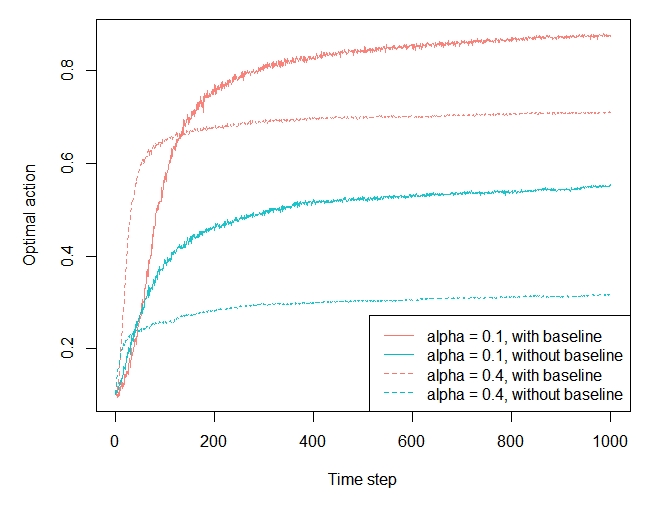 0.8
0.6
0.4
0.2
Optimal action
alpha = 0.1, with baseline
alpha = 0.1, without baseline
alpha = 0.4, with baseline
alpha = 0.4, without baseline
0 200 400 600 800 1000
Time step